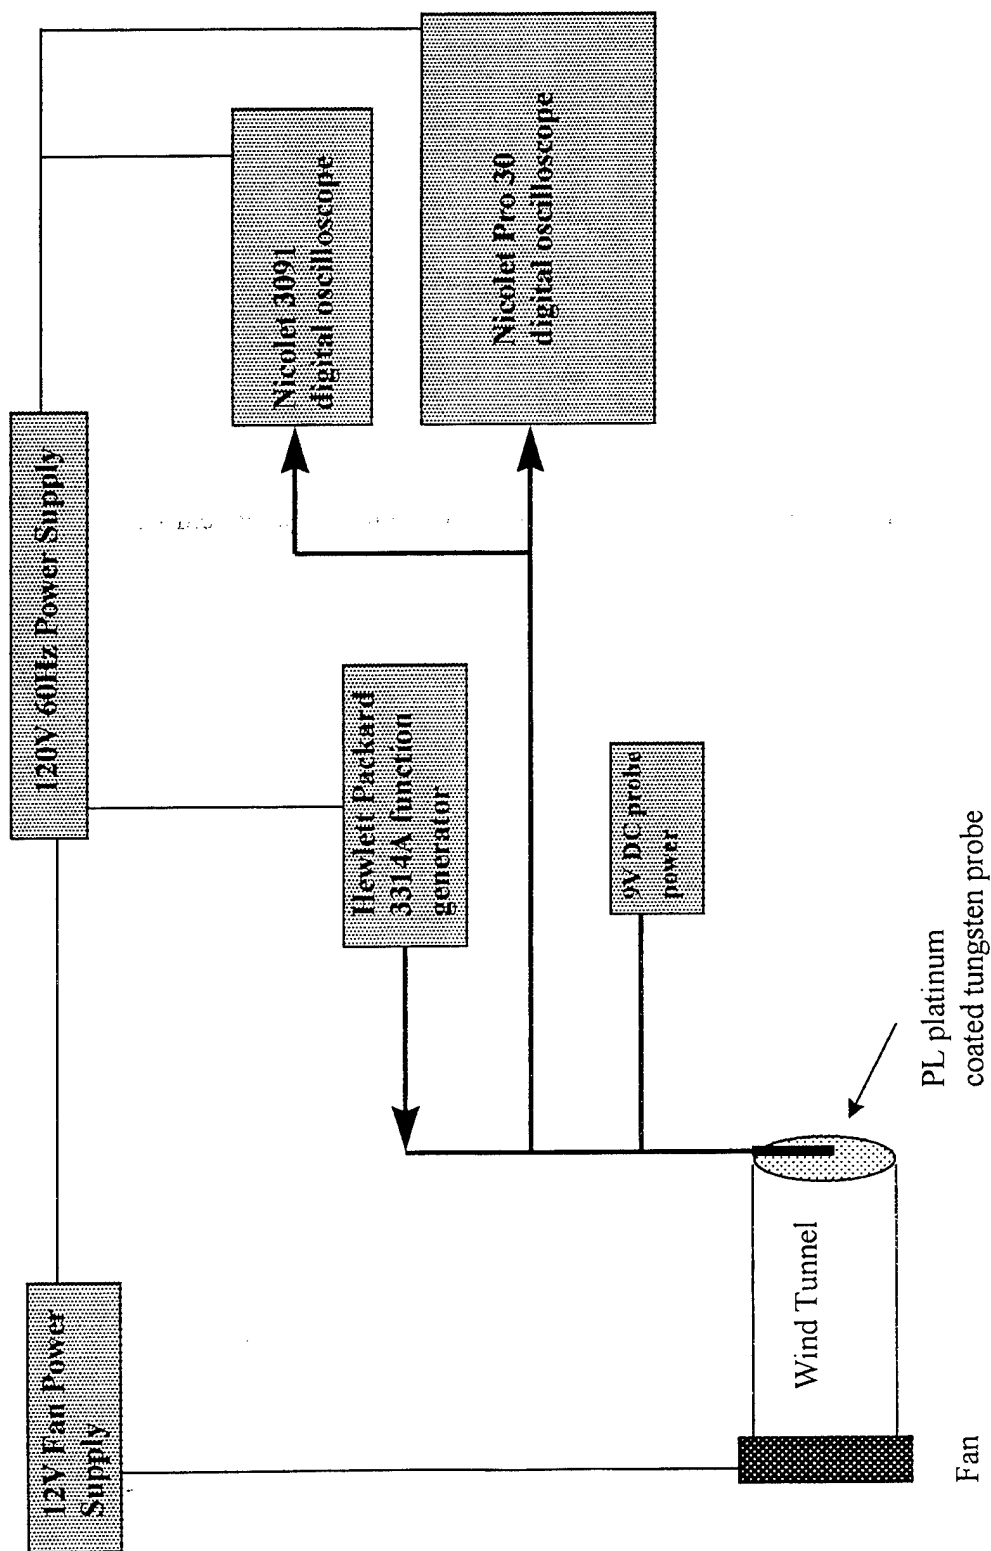 12V Fan Power
Supply
120V 60Hz Power Supply
Nicolet 3091
digital oscilloscope
Hewlett Packard
3314A function
generator
Nicolet Pro 30
digital oscilloscope
9V DC probe
power
Wind Tunnel
PL platinum
coated tungsten probe
Fan